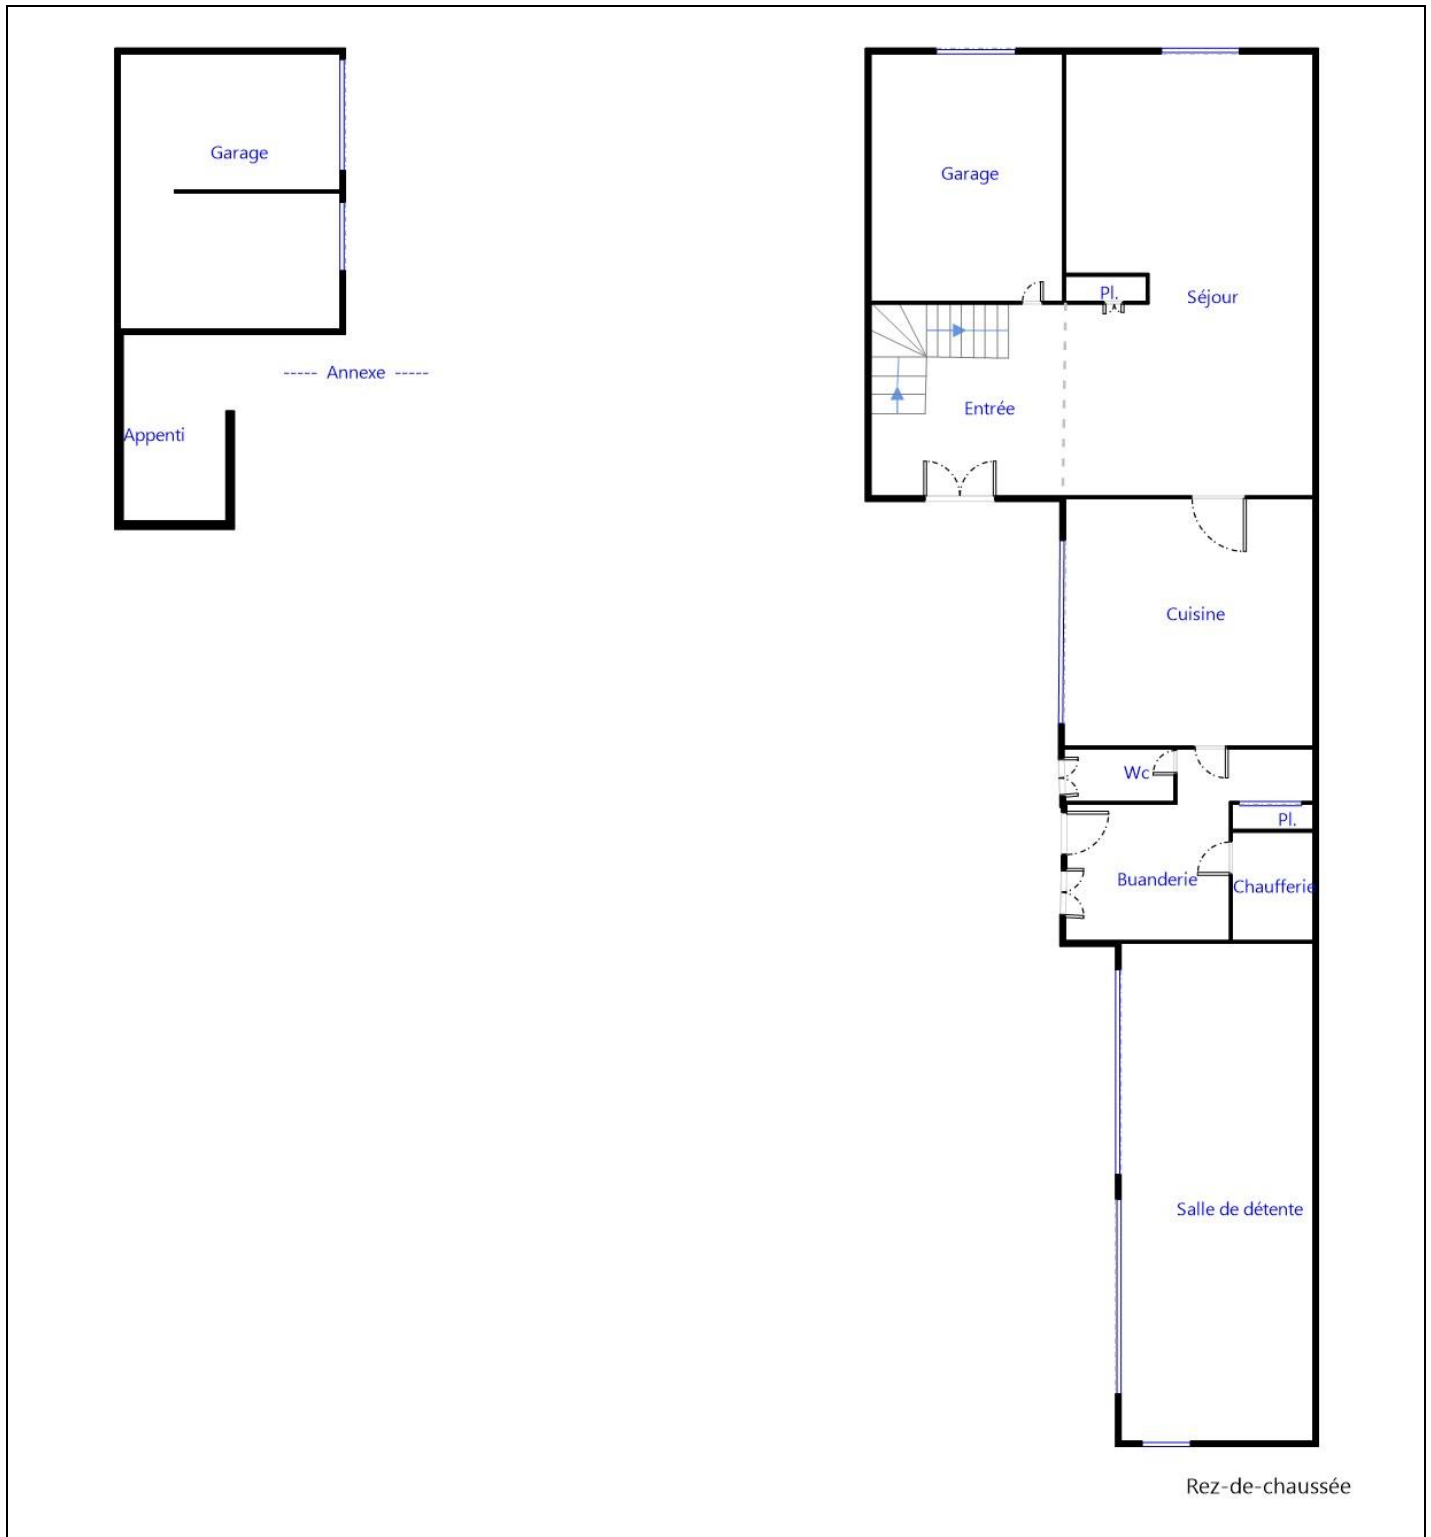 Garage
Garage
Pl.
Séjour
----- Annexe -----
Entrée
Appenti
Cuisine
Wc
Pl.
Buanderie
Chaufferie
Salle de détente
Rez-de-chaussée